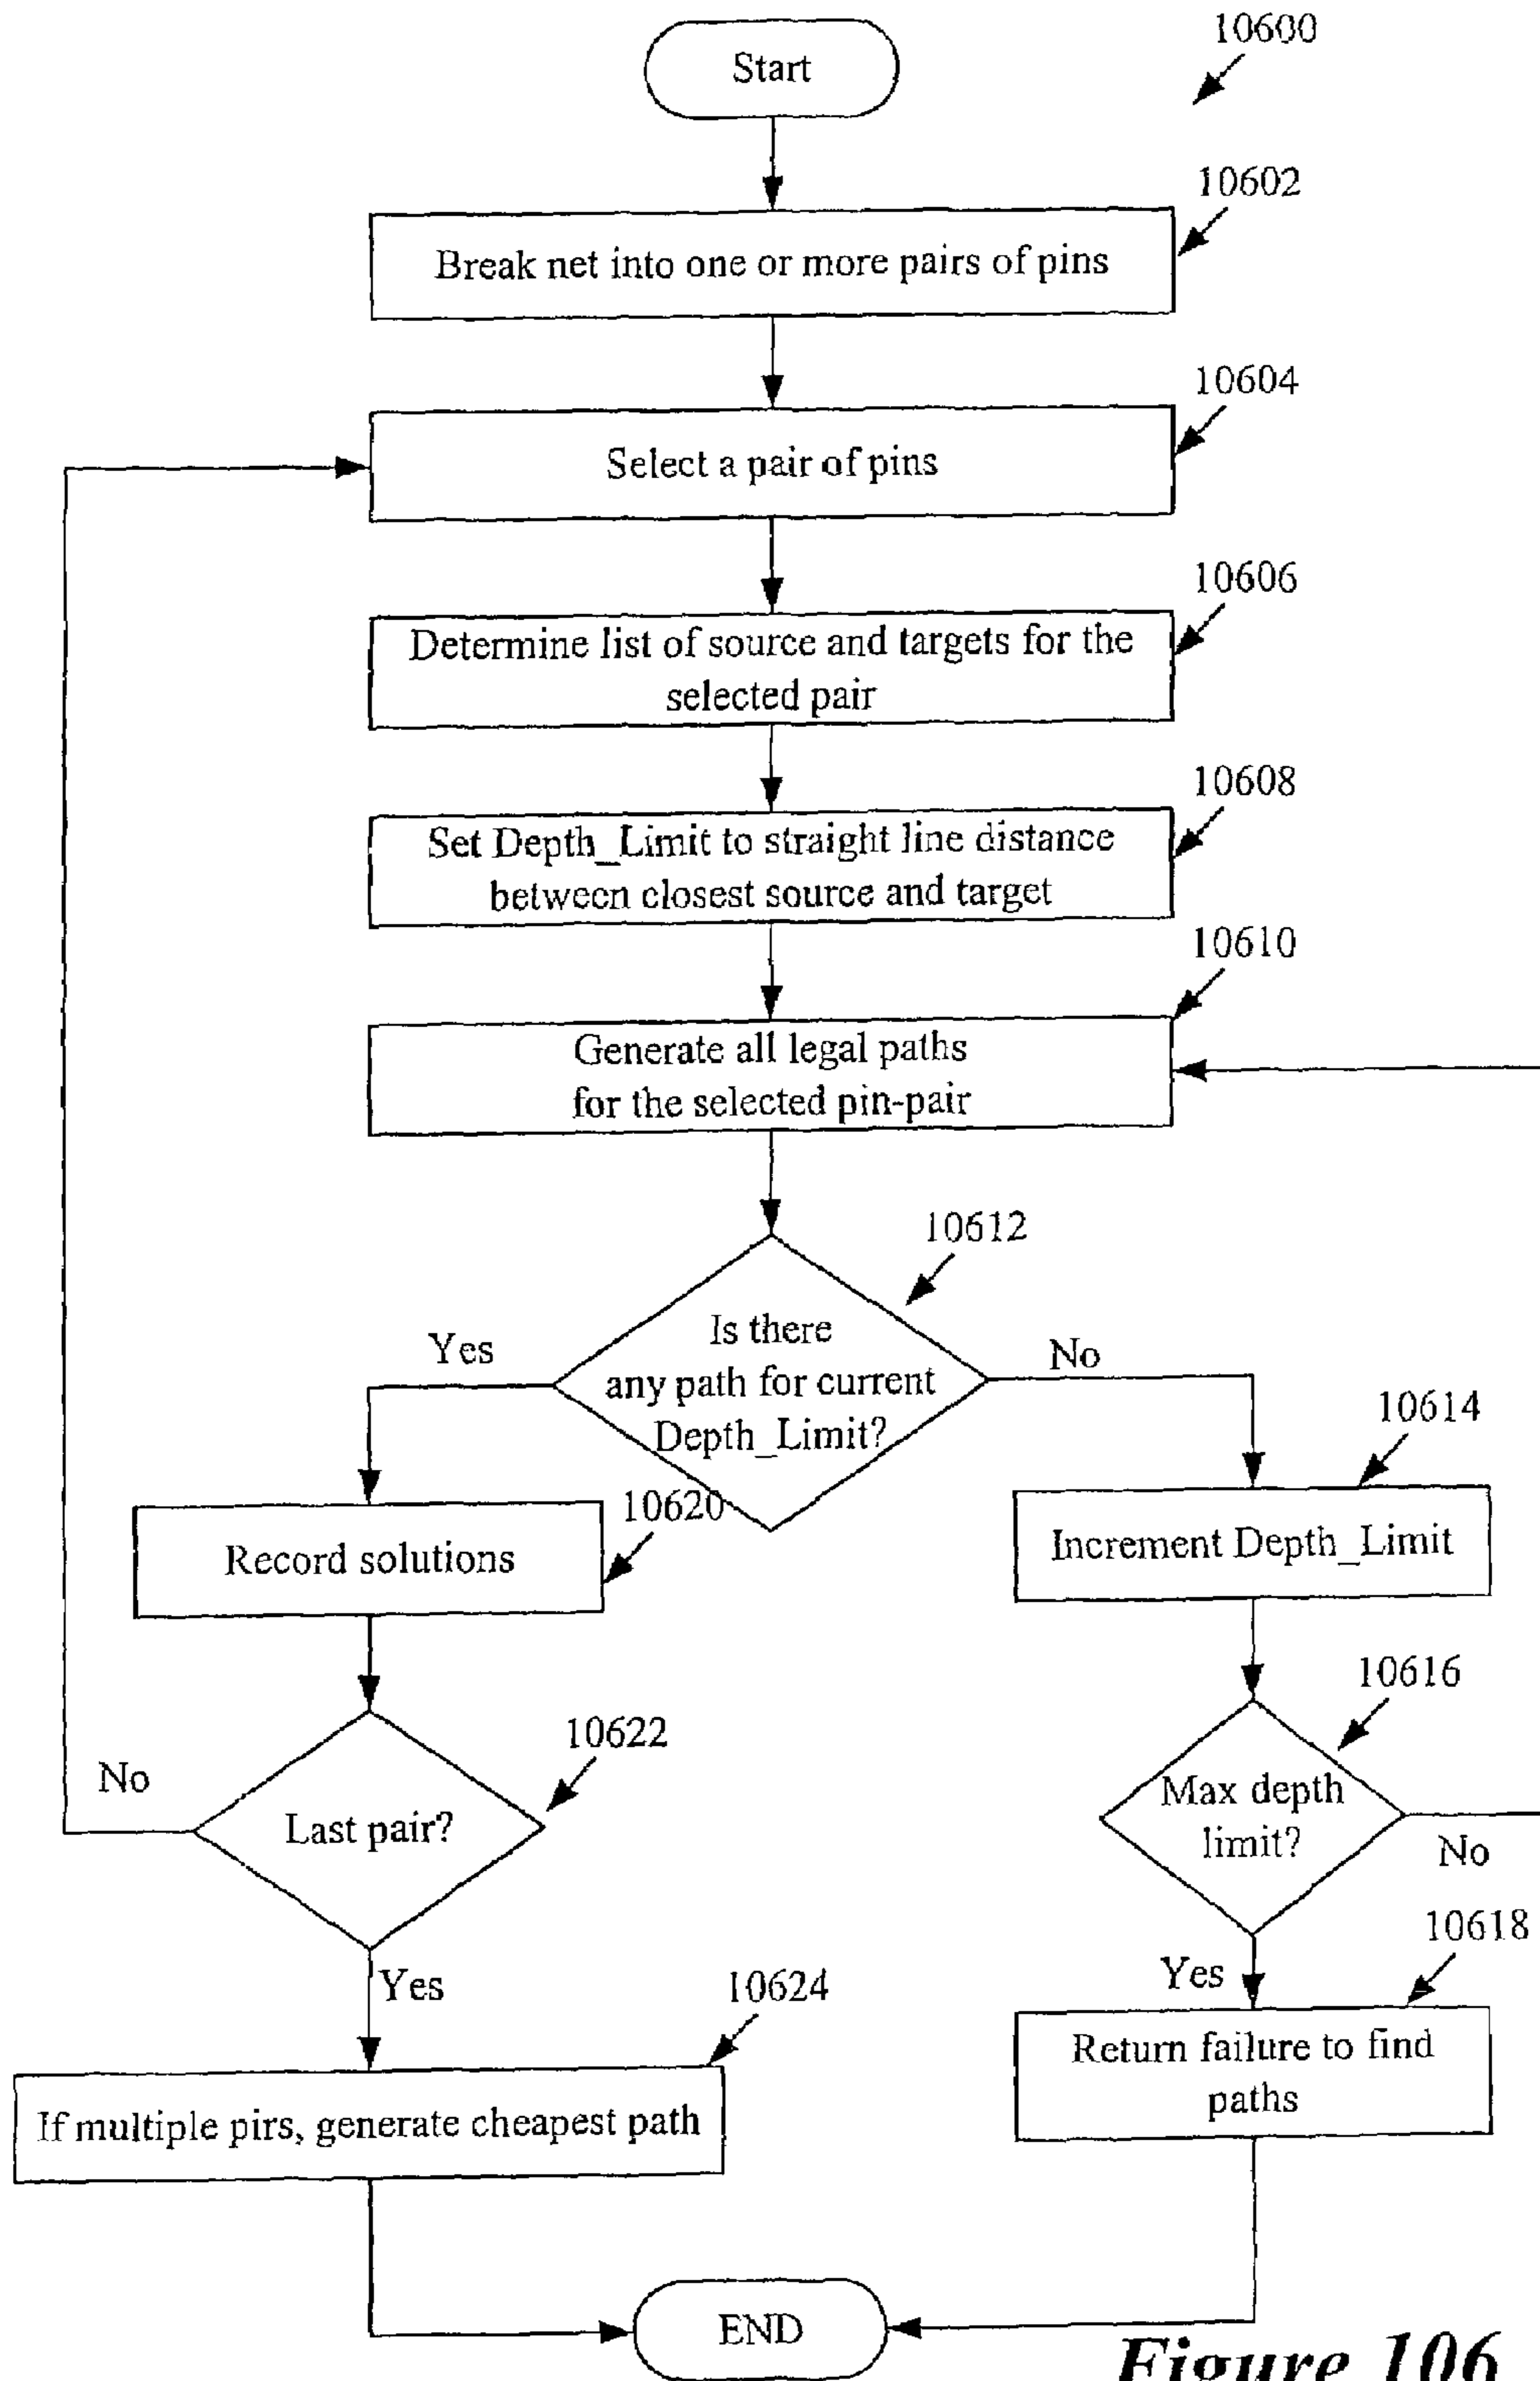 10600
Start
10602
Break net into one or more pairs of pins
10604
Select a pair of pins
10606
Determine list of source and targets for the
selected pair
10608
Set Depth_Limit to straight line distance
between closest source and target
10610
Generate all legal paths
for the selected pin-pair
10612
Is there
any path for current
Depth_Limit?
Yes
No
10614
Increment Depth_Limit
10620
Record solutions
10616
Max depth
limit?
No
10622
Last pair?
No
Yes
10618
Return failure to find
paths
Yes
10624
If multiple pirs, generate cheapest path
END
Figure 106